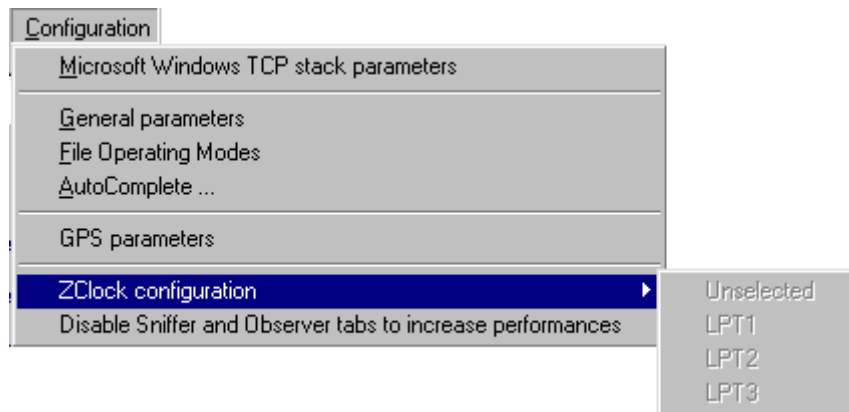 Configuration
Microsoft Windows TCP stack parameters
General parameters
File Operating Modes
AutoComplete ...
GPS parameters
ZClock configuration
Disable Sniffer and Observer tabs to increase performances
Unselected
LPT1
LPT2
LPT3